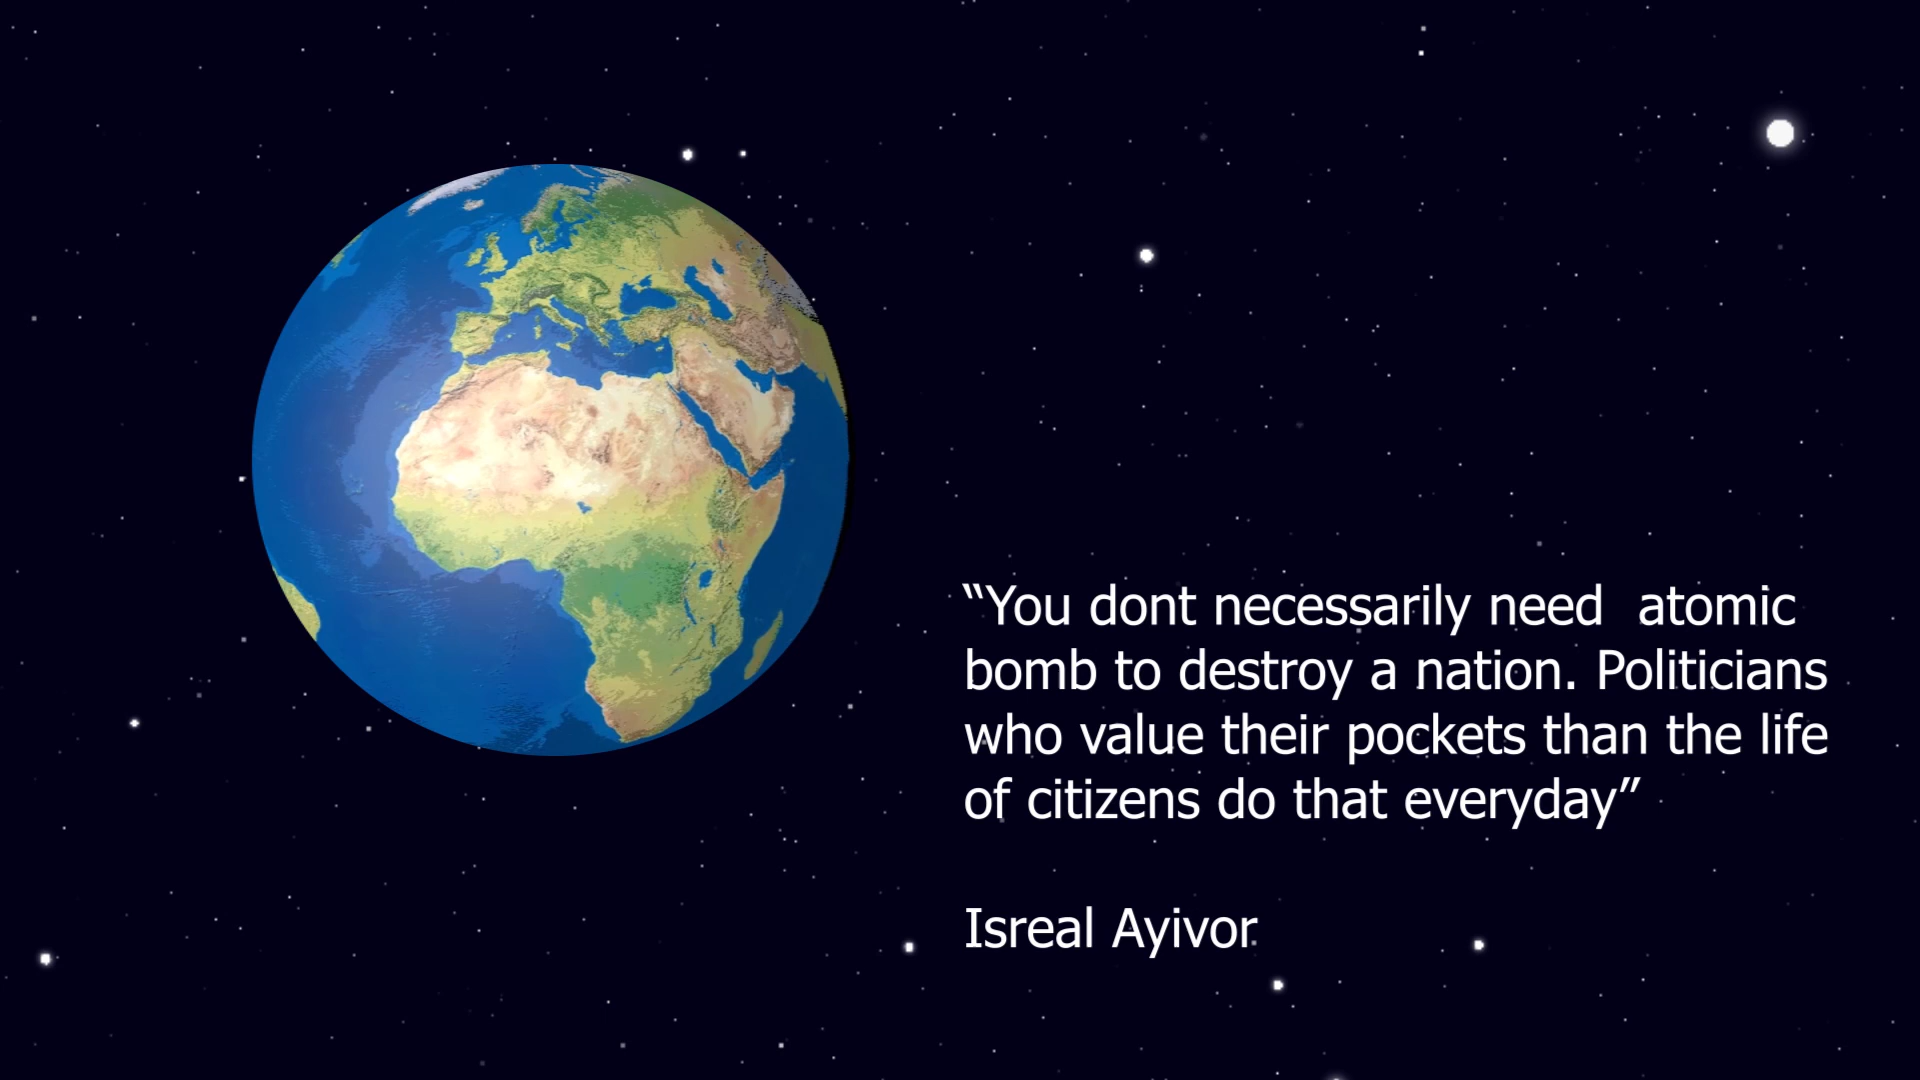 “You dont necessarily need  atomic
bomb to destroy a nation. Politicians
who value their pockets than the life
of citizens do that everyday”
Isreal Ayivor